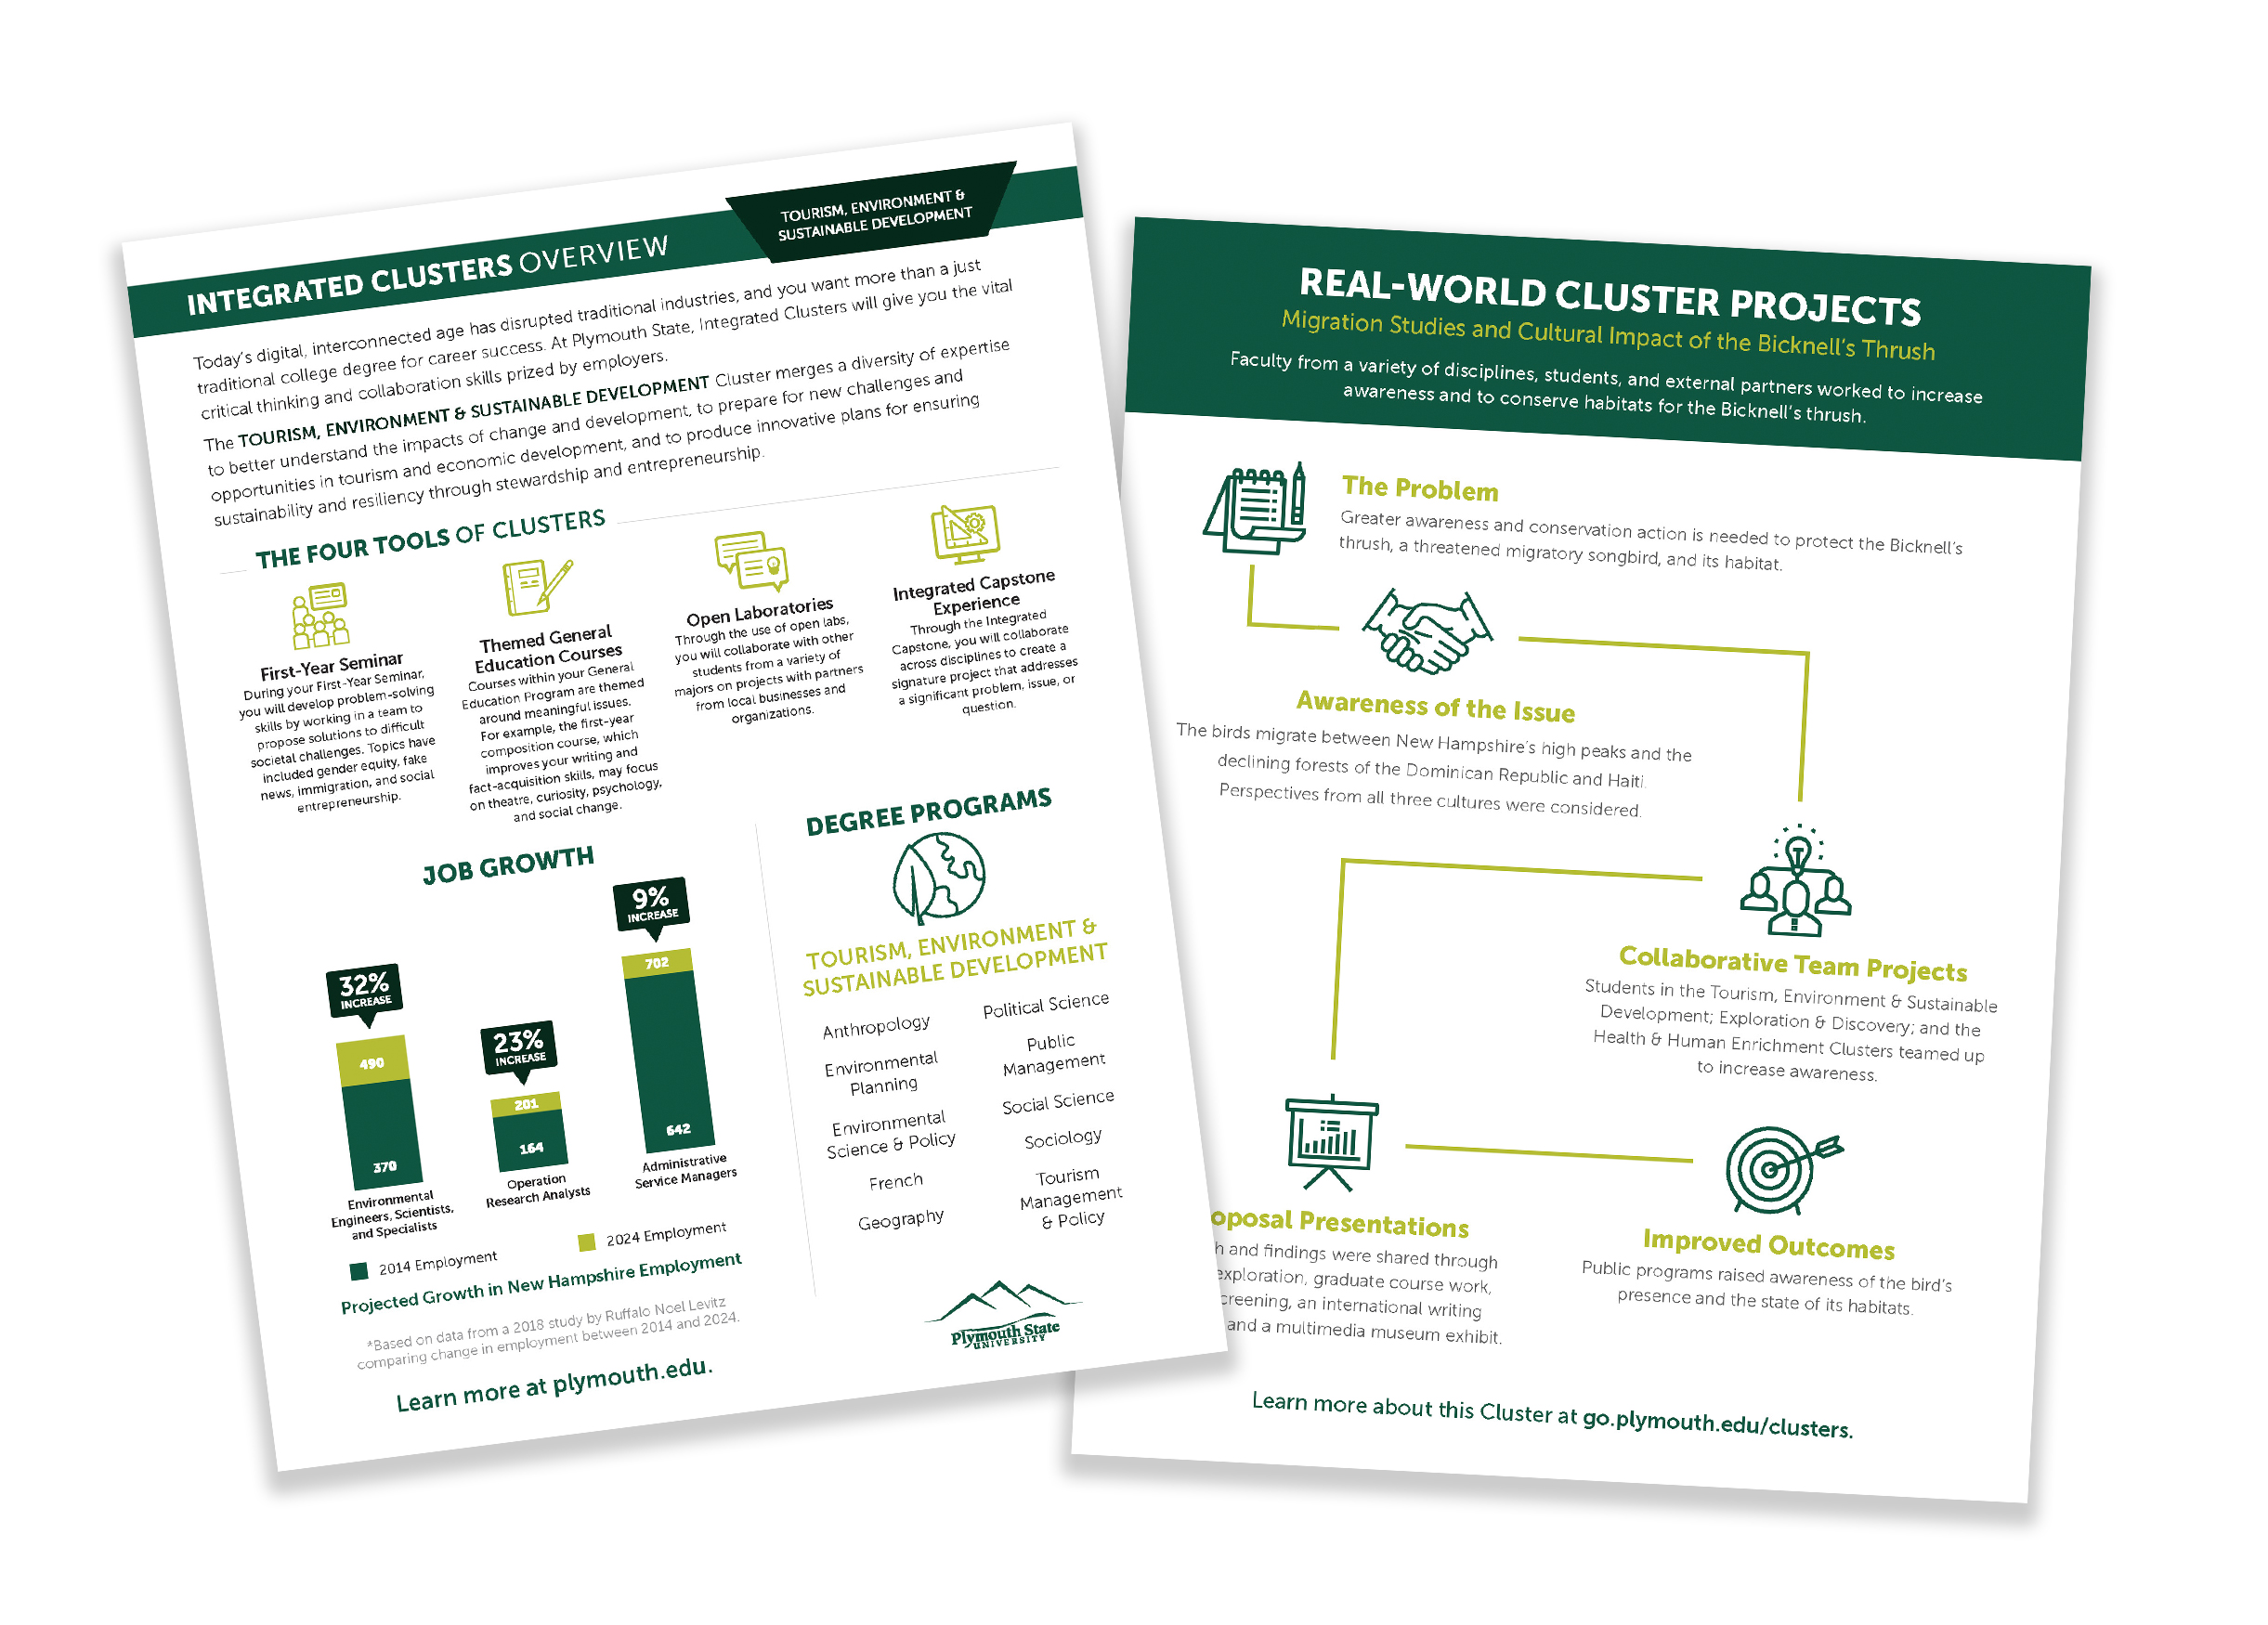 INTEGRATED CLUSTERS OVERVIEW
TOURISM, ENVIRONMENT &
SUSTAINABLE DEVELOPMENT
Today's digital, interconnected age has disrupted traditional industries, and you want more than a just
traditional college degree for career success. At Plymouth State, Integrated Clusters will give you the vital
critical thinking and collaboration skills prized by employers.
The TOURISM, ENVIRONMENT & SUSTAINABLE DEVELOPMENT Cluster merges a diversity of expertise
to better understand the impacts of change and development, to prepare for new challenges and
opportunities in tourism and economic development, and to produce innovative plans for ensuring
sustainability and resiliency through stewardship and entrepreneurship.
THE FOUR TOOLS OF CLUSTERS
First-Year Seminar
During your First-Year Seminar,
you will develop problem-solving
skills by working in a team to
propose solutions to difficult
societal challenges. Topics have
included gender equity, fake
news, immigration, and social
entrepreneurship.
Themed General
Education Courses
Courses within your General
Education Program are themed
around meaningful issues.
For example, the first-year
composition course, which
improves your writing and
fact-acquisition skills, may focus
on theatre, curiosity, psychology,
and social change.
Open Laboratories
Through the use of open labs,
you will collaborate with other
students from a variety of
majors on projects with partners
from local businesses and
organizations.
Integrated Capstone
Experience
Through the Integrated
Capstone, you will collaborate
across disciplines to create a
signature project that addresses
a significant problem, issue, or
question.
JOB GROWTH
32%
INCREASE
490
370
Environmental
Engineers, Scientists,
and Specialists
23%
INCREASE
201
164
Operation
Research Analysts
9%
INCREASE
702
642
Administrative
Service Managers
2014 Employment
2024 Employment
Projected Growth in New Hampshire Employment
*Based on data from a 2018 study by Ruffalo Noel Levitz
comparing change in employment between 2014 and 2024.
Learn more at plymouth.edu.
DEGREE PROGRAMS
TOURISM, ENVIRONMENT &
SUSTAINABLE DEVELOPMENT
Anthropology
Environmental
Planning
Environmental
Science & Policy
French
Geography
Political Science
Public
Management
Social Science
Sociology
Tourism
Management
& Policy
Plymouth State
UNIVERSITY
REAL-WORLD CLUSTER PROJECTS
Migration Studies and Cultural Impact of the Bicknell's Thrush
Faculty from a variety of disciplines, students, and external partners worked to increase
awareness and to conserve habitats for the Bicknell's thrush.
The Problem
Greater awareness and conservation action is needed to protect the Bicknell's
thrush, a threatened migratory songbird, and its habitat.
Awareness of the Issue
The birds migrate between New Hampshire's high peaks and the
declining forests of the Dominican Republic and Haiti.
Perspectives from all three cultures were considered.
Collaborative Team Projects
Students in the Tourism, Environment & Sustainable
Development; Exploration & Discovery; and the
Health & Human Enrichment Clusters teamed up
to increase awareness.
oposal Presentations
h and findings were shared through
exploration, graduate course work,
creening, an international writing
and a multimedia museum exhibit.
Improved Outcomes
Public programs raised awareness of the bird's
presence and the state of its habitats.
Learn more about this Cluster at go.plymouth.edu/clusters.